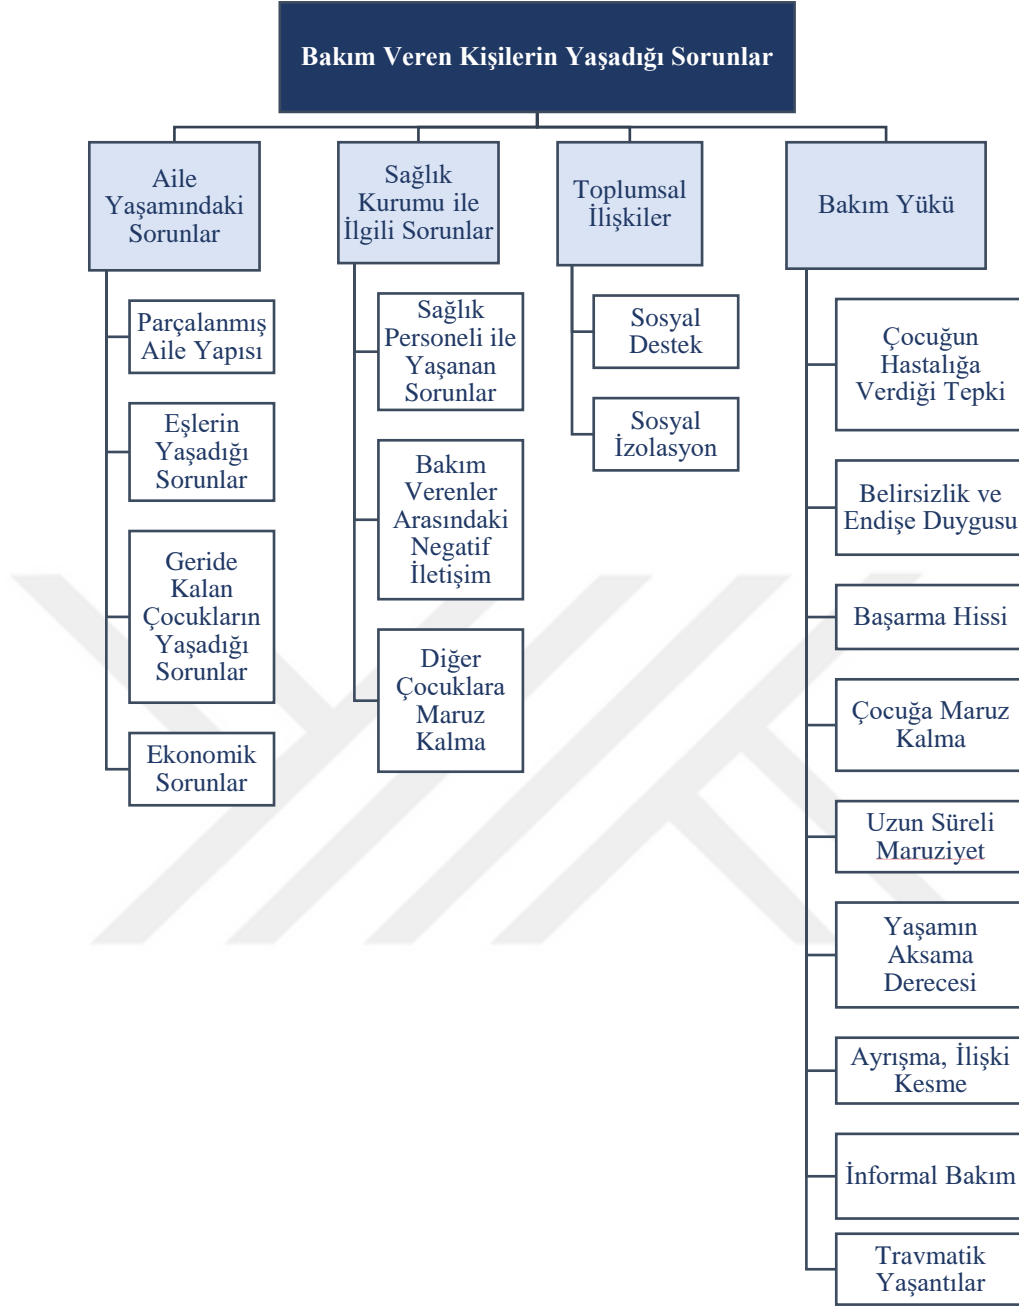 Bakım Veren Kişilerin Yaşadığı Sorunlar
Aile
Yaşamındaki
Sorunlar
Parçalanmış
Aile Yapısı
Eşlerin
Yaşadığı
Sorunlar
Geride
Kalan
Çocukların
Yaşadığı
Sorunlar
Ekonomik
Sorunlar
Sağlık
Kurumu ile
İlgili Sorunlar
Sağlık
Personeli ile
Yaşanan
Sorunlar
Bakım
Verenler
Arasındaki
Negatif
İletişim
Diğer
Çocuklara
Maruz
Kalma
Toplumsal
İlişkiler
Sosyal
Destek
Sosyal
İzolasyon
Bakım Yükü
Çocuğun
Hastalığa
Verdiği Tepki
Belirsizlik ve
Endişe Duygusu
Başarma Hissi
Çocuğa Maruz
Kalma
Uzun Süreli
Maruziyet
Yaşamın
Aksama
Derecesi
Ayrışma, İlişki
Kesme
İnformal Bakım
Travmatik
Yaşantılar